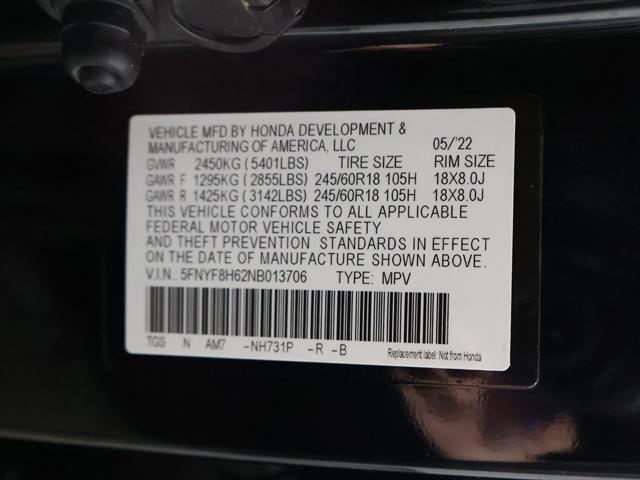 VEHICLE MFD BY HONDA DEVELOPMENT &
MANUFACTURING OF AMERICA, LLC 05/'22
GVWR 2450KG (5401LBS) TIRE SIZE RIM SIZE
GAWR F 1295KG (2855LBS) 245/60R18 105H 18X8.0J
GAWR R 1425KG (3142LBS) 245/60R18 105H 18X8.0J
THIS VEHICLE CONFORMS TO ALL APPLICABLE
FEDERAL MOTOR VEHICLE SAFETY
AND THEFT PREVENTION STANDARDS IN EFFECT
ON THE DATE OF MANUFACTURE SHOWN ABOVE.
V.I.N.: 5FNYF8H62NB013706 TYPE: MPV
TGS N AM7 -NH731P -R -B
Replacement label: Not from Honda